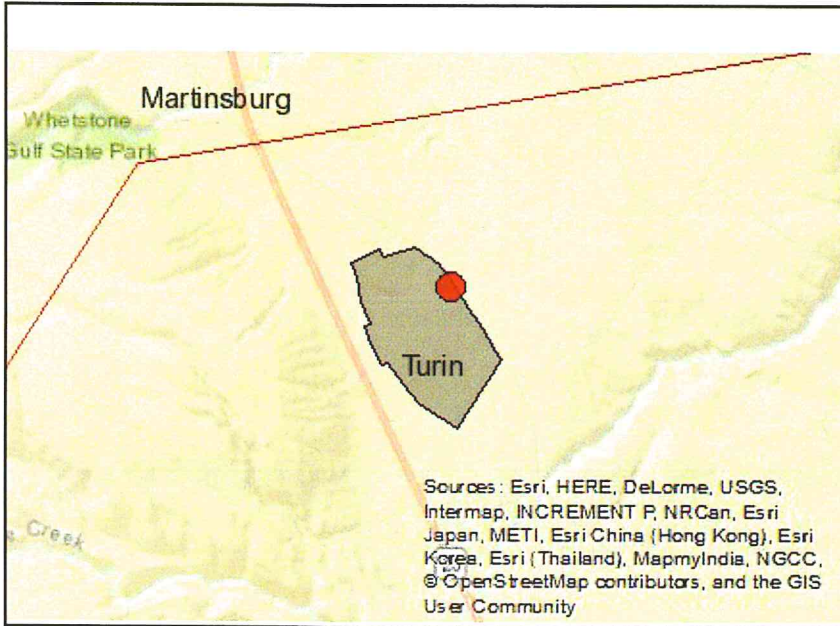 Martinsburg
Whetstone
Gulf State Park
Turin
Creek
Sources: Esri, HERE, DeLorme, USGS,
Intermap, INCREMENT P, NRCan, Esri
Japan, METI, Esri China (Hong Kong), Esri
Korea, Esri (Thailand), MapmyIndia, NGCC,
© OpenStreetMap contributors, and the GIS
User Community